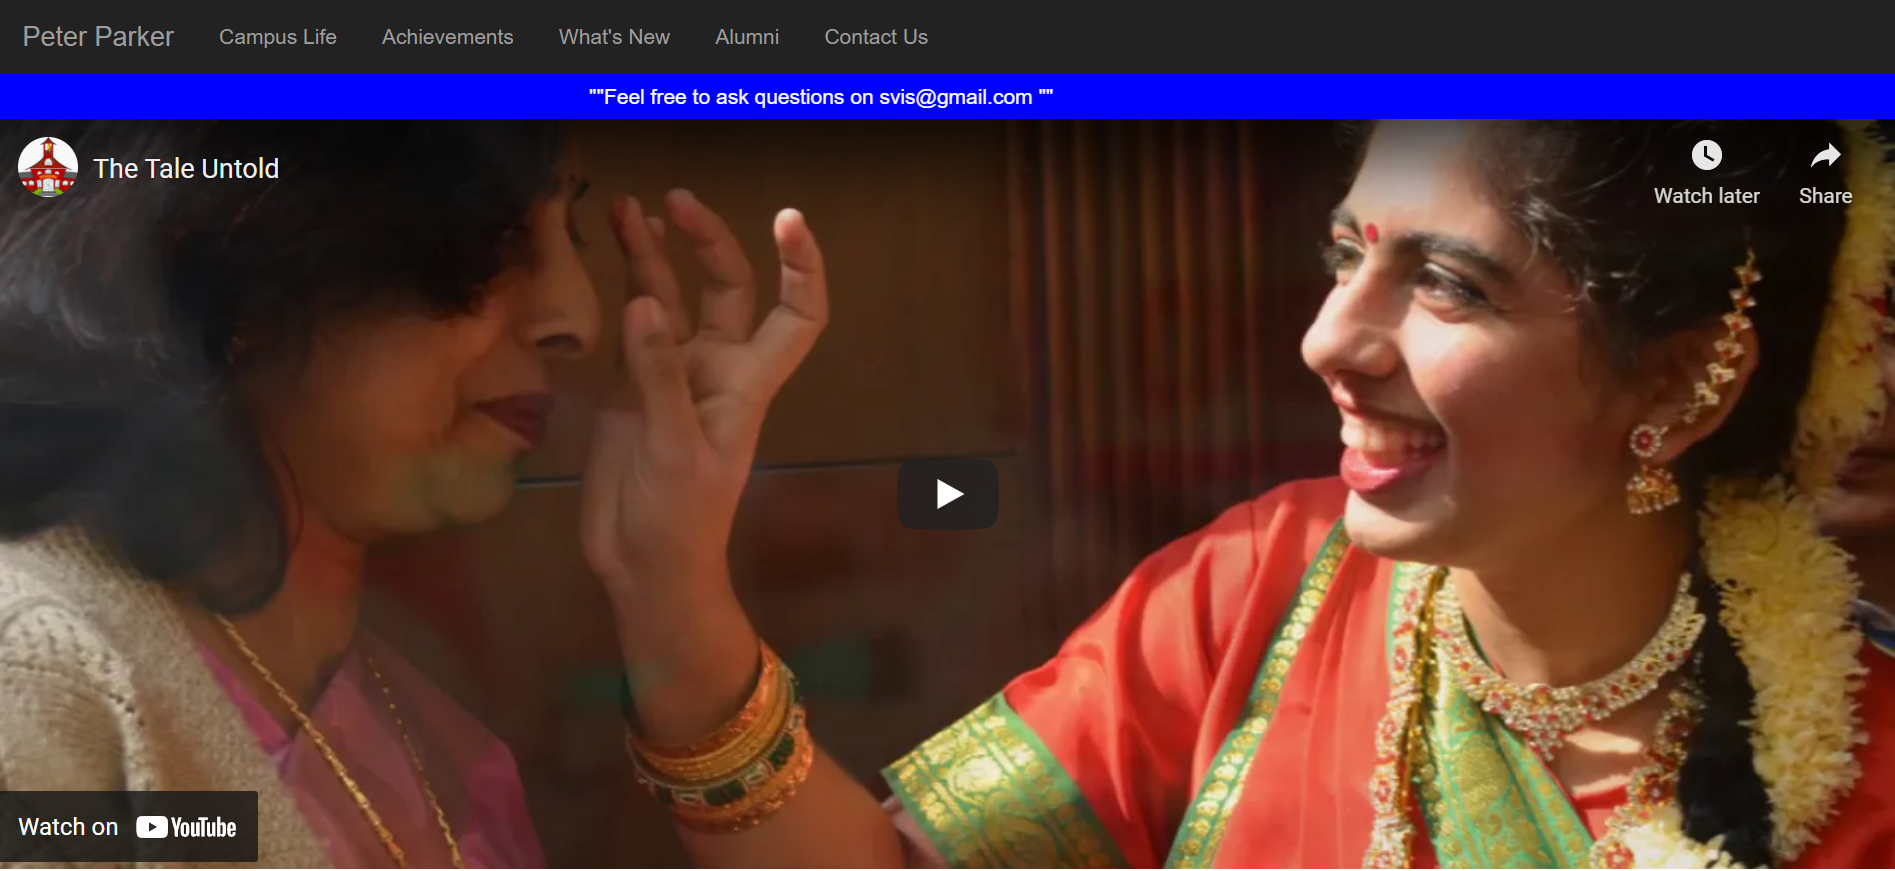 Peter Parker Campus Life Achievements What's New Alumni Contact Us
""Feel free to ask questions on svis@gmail.com ""
The Tale Untold
Watch later Share
Watch on YouTube